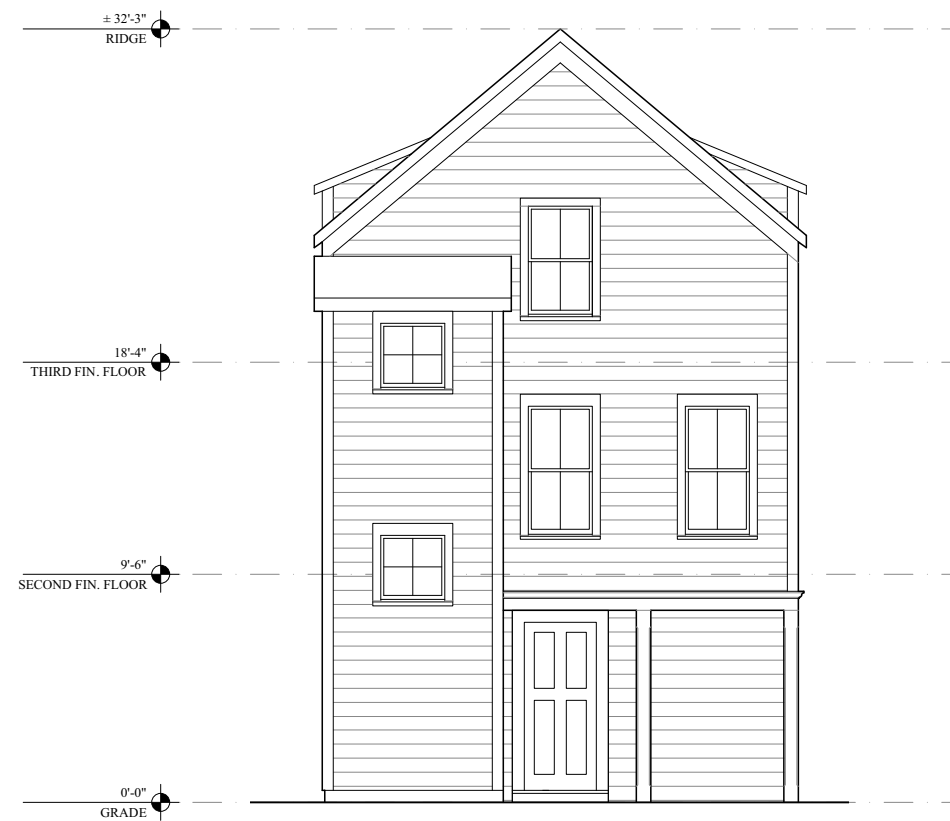 ± 32'-3"
RIDGE
18'-4"
THIRD FIN. FLOOR
9'-6"
SECOND FIN. FLOOR
0'-0"
GRADE